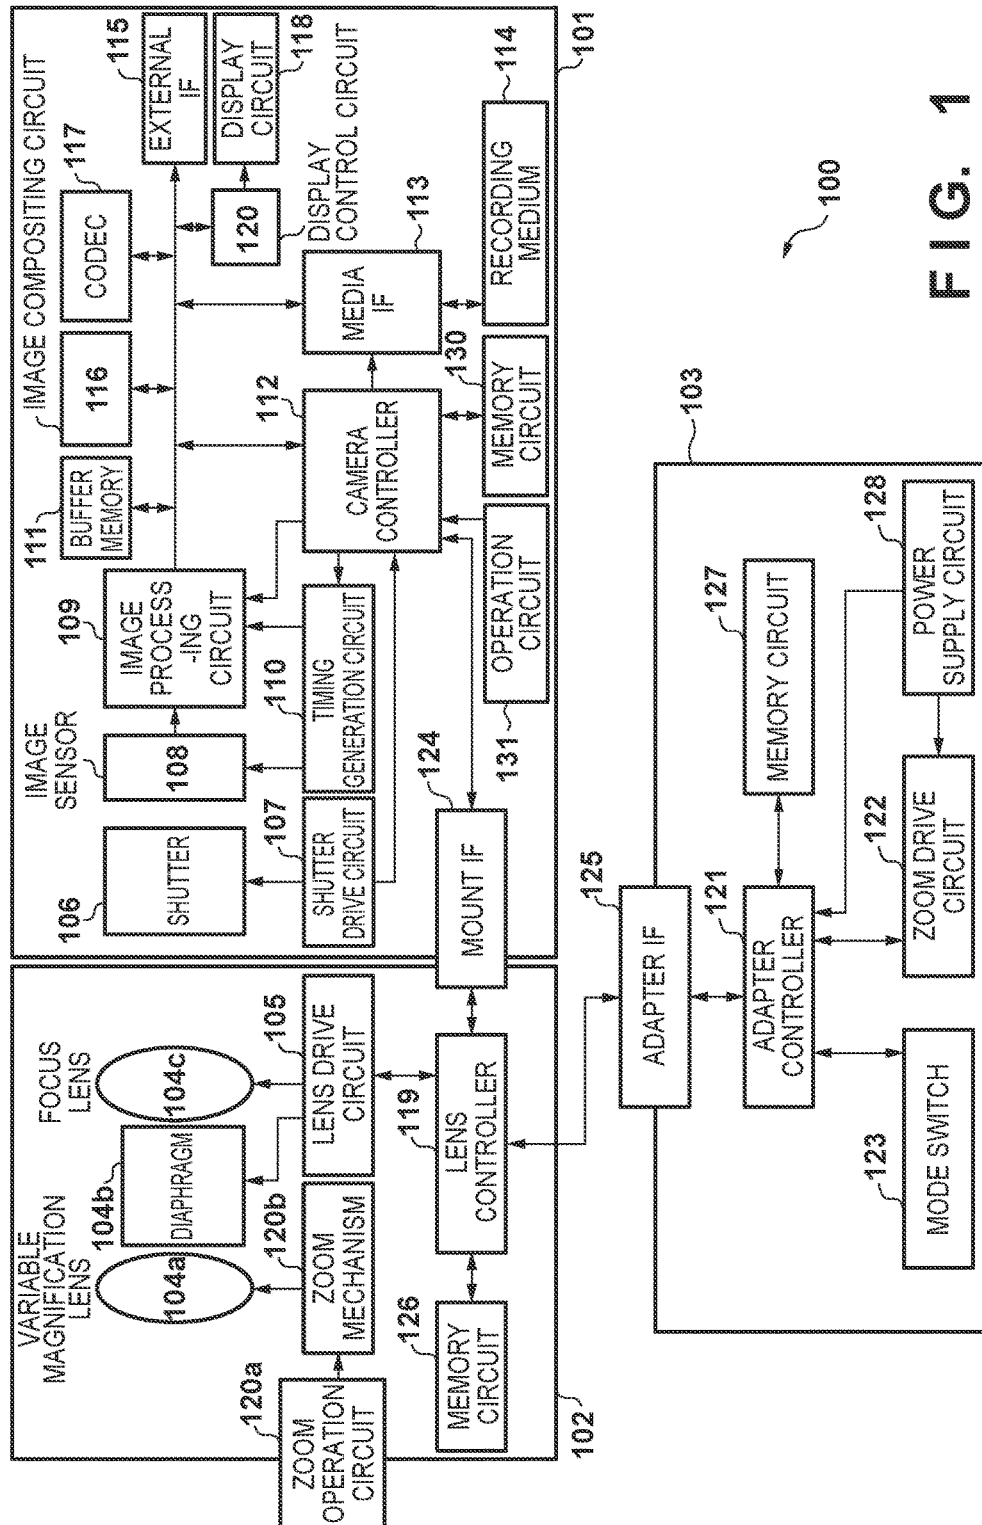 VARIABLE
MAGNIFICATION
LENS
104a
104b
DIAPHRAGM
FOCUS
LENS
104c
120a
ZOOM
OPERATION
CIRCUIT
120b
ZOOM
MECHANISM
105
LENS DRIVE
CIRCUIT
126
MEMORY
CIRCUIT
119
LENS
CONTROLLER
102
106
SHUTTER
IMAGE
SENSOR
108
109
IMAGE
PROCESS
-ING
CIRCUIT
111
BUFFER
MEMORY
IMAGE COMPOSITING CIRCUIT
116
117
CODEC
115
EXTERNAL
IF
DISPLAY
CIRCUIT
118
120
DISPLAY
CONTROL CIRCUIT
107
SHUTTER
DRIVE CIRCUIT
110
TIMING
GENERATION CIRCUIT
112
CAMERA
CONTROLLER
113
MEDIA
IF
124
MOUNT IF
131
OPERATION
CIRCUIT
130
MEMORY
CIRCUIT
114
RECORDING
MEDIUM
101
125
ADAPTER IF
103
121
ADAPTER
CONTROLLER
127
MEMORY CIRCUIT
123
MODE SWITCH
122
ZOOM DRIVE
CIRCUIT
128
POWER
SUPPLY CIRCUIT
100
FIG. 1